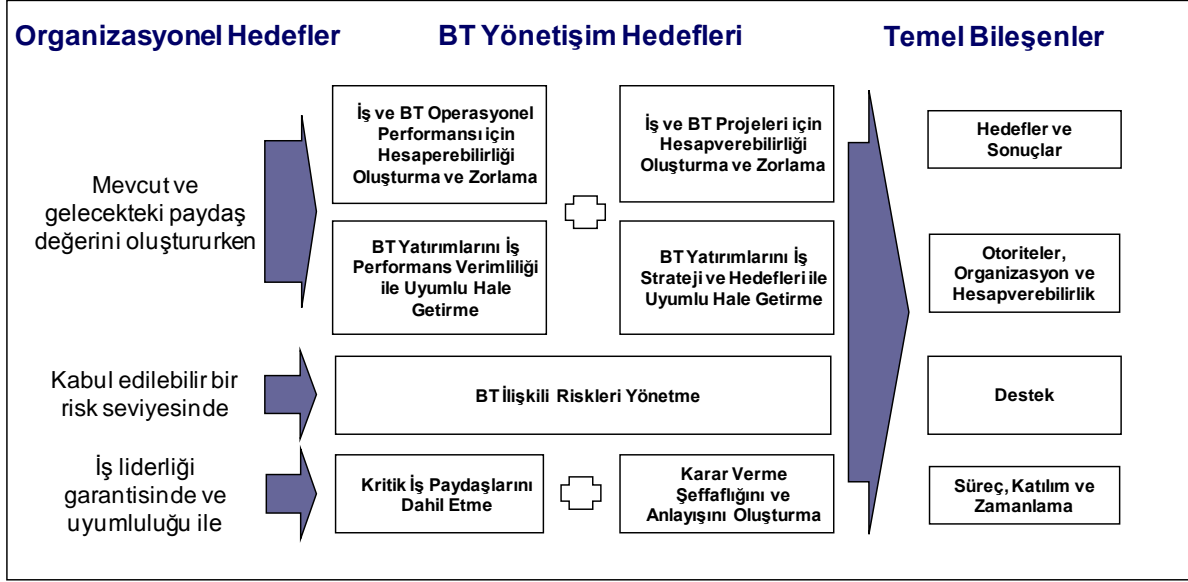 Organizasyonel Hedefler
BT Yönetişim Hedefleri
Temel Bileşenler
Mevcut ve
gelecekteki paydaş
değerini oluştururken
İş ve BT Operasyonel
Performansı için
Hesaperebilirliği
Oluşturma ve Zorlama
İş ve BT Projeleri için
Hesapverebilirliği
Oluşturma ve Zorlama
BT Yatırımlarını İş
Performans Verimliliği
ile Uyumlu Hale
Getirme
BT Yatırımlarını İş
Strateji ve Hedefleri ile
Uyumlu Hale Getirme
Kabul edilebilir bir
risk seviyesinde
BT İlişkili Riskleri Yönetme
İş liderliği
garantisinde ve
uyumluluğu ile
Kritik İş Paydaşlarını
Dahil Etme
Karar Verme
Şeffaflığını ve
Anlayışını Oluşturma
Hedefler ve
Sonuçlar
Otoriteler,
Organizasyon ve
Hesapverebilirlik
Destek
Süreç, Katılım ve
Zamanlama